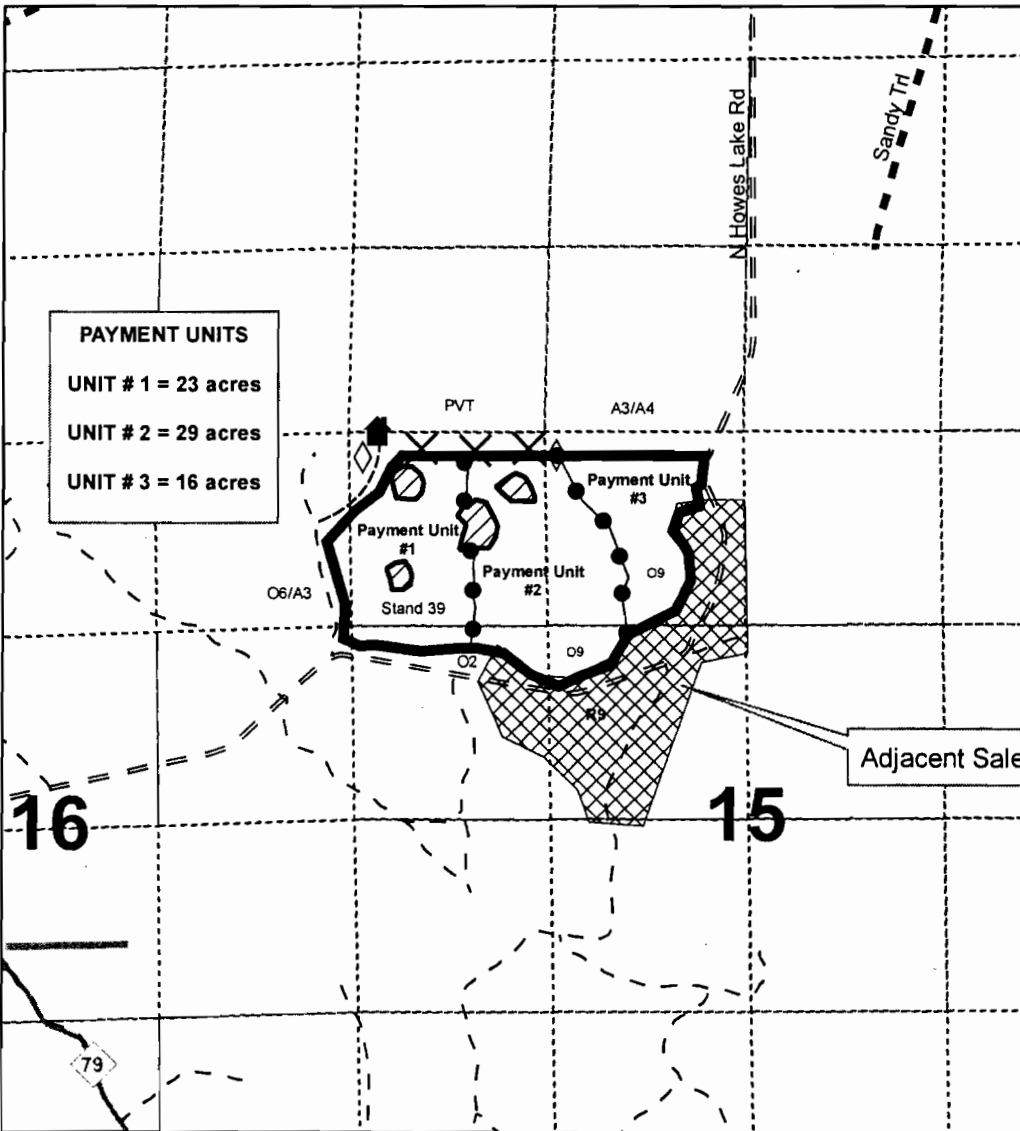 N Howes Lake Rd
Sandy Trl
PAYMENT UNITS
UNIT # 1 = 23 acres
UNIT # 2 = 29 acres
UNIT # 3 = 16 acres
PVT
A3/A4
Payment Unit
#3
Payment Unit
#1
Payment Unit
#2
O9
O6/A3
Stand 39
O2
O9
R9
Adjacent Sale
16
15
79